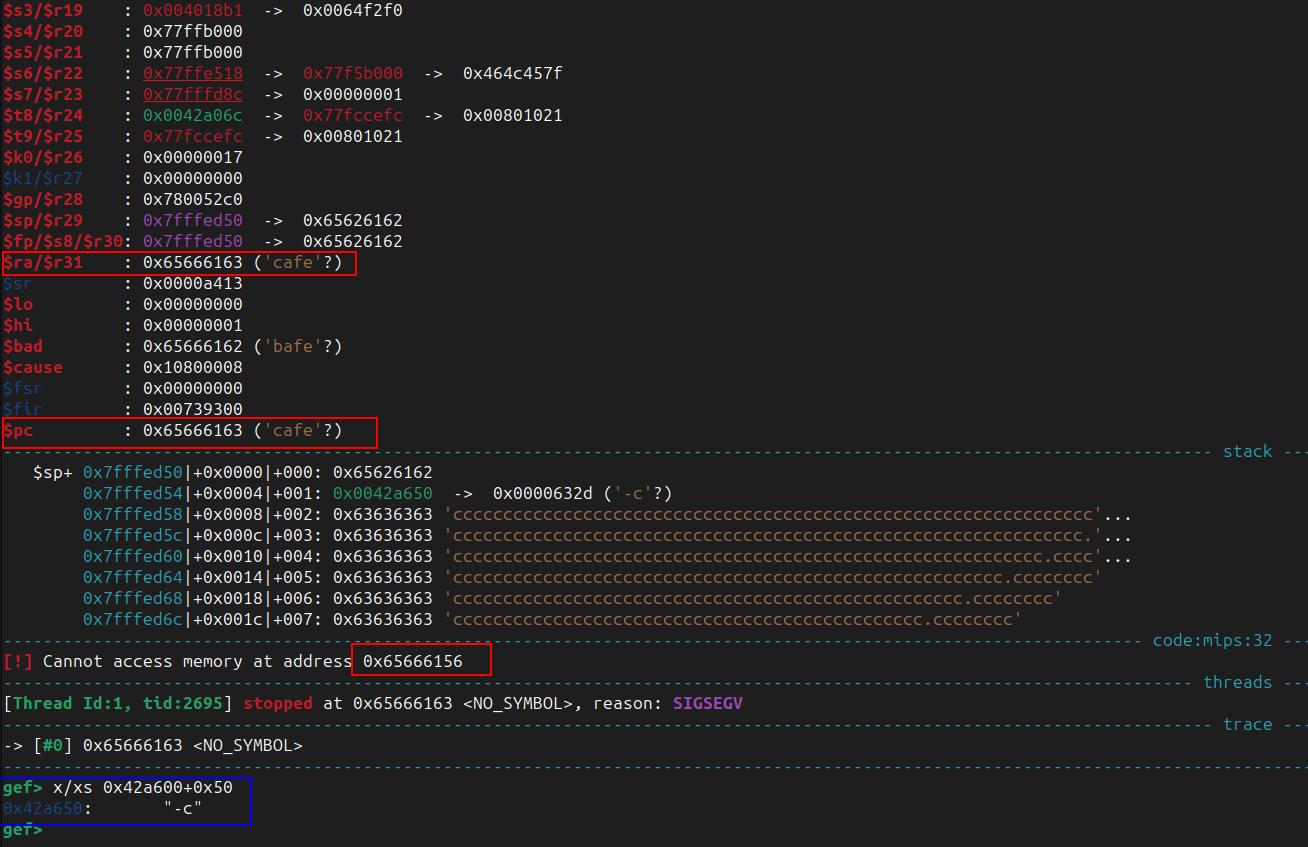 $s3/$r19    : 0x004018b1  ->  0x0064f2f0
$s4/$r20    : 0x77ffb000
$s5/$r21    : 0x77ffb000
$s6/$r22    : 0x77ffe518  ->  0x77f5b000  ->  0x464c457f
$s7/$r23    : 0x77fffd8c  ->  0x00000001
$t8/$r24    : 0x0042a06c  ->  0x77fccefc  ->  0x00801021
$t9/$r25    : 0x77fccefc  ->  0x00801021
$k0/$r26    : 0x00000017
$k1/$r27    : 0x00000000
$gp/$r28    : 0x780052c0
$sp/$r29    : 0x7fffed50  ->  0x65626162
$fp/$s8/$r30: 0x7fffed50  ->  0x65626162
$ra/$r31    : 0x65666163 ('cafe'?)
$sr         : 0x0000a413
$lo         : 0x00000000
$hi         : 0x00000001
$bad        : 0x65666162 ('bafe'?)
$cause      : 0x10800008
$fsr        : 0x00000000
$fir        : 0x00739300
$pc         : 0x65666163 ('cafe'?)
stack
$sp+ 0x7fffed50|+0x0000|+000: 0x65626162
0x7fffed54|+0x0004|+001: 0x0042a650  ->  0x0000632d ('-c'?)
0x7fffed58|+0x0008|+002: 0x63636363 'ccccccccccccccccccccccccccccccccccccccccccccccccccccccccccccccccc'...
0x7fffed5c|+0x000c|+003: 0x63636363 'ccccccccccccccccccccccccccccccccccccccccccccccccccccccccccccccc.'...
0x7fffed60|+0x0010|+004: 0x63636363 'ccccccccccccccccccccccccccccccccccccccccccccccccccccccccccc.cccc'...
0x7fffed64|+0x0014|+005: 0x63636363 'ccccccccccccccccccccccccccccccccccccccccccccccccccccccc.cccccccc'
0x7fffed68|+0x0018|+006: 0x63636363 'ccccccccccccccccccccccccccccccccccccccccccccccccccc.cccccccc'
0x7fffed6c|+0x001c|+007: 0x63636363 'ccccccccccccccccccccccccccccccccccccccccccccccc.cccccccc'
code:mips:32
[!] Cannot access memory at address 0x65666156
threads
[Thread Id:1, tid:2695] stopped at 0x65666153 <NO_SYMBOL>, reason: SIGSEGV
trace
-> [#0] 0x65666163 <NO_SYMBOL>
gef> x/xs 0x42a600+0x50
0x42a650:       "-c"
gef>